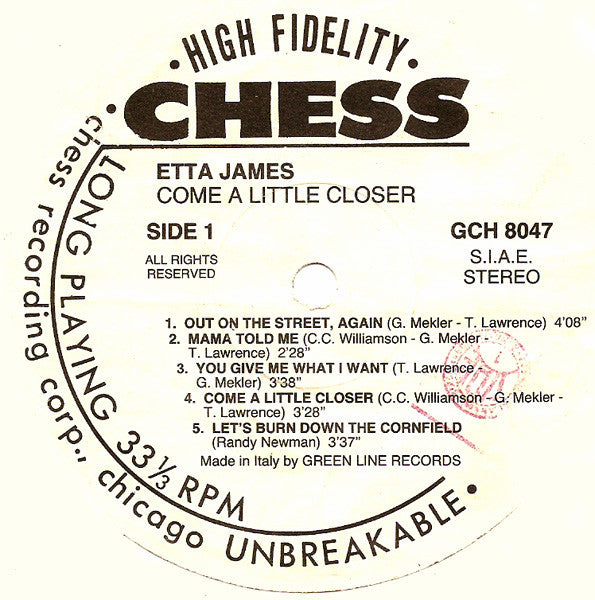 • HIGH FIDELITY •
CHESS
ETTA JAMES
COME A LITTLE CLOSER
SIDE 1
GCH 8047
ALL RIGHTS
RESERVED
S.I.A.E.
STEREO
1. OUT ON THE STREET, AGAIN (G. Mekler - T. Lawrence) 4'08"
2. MAMA TOLD ME (C.C. Williamson - G. Mekler -
T. Lawrence) 2'28"
3. YOU GIVE ME WHAT I WANT (T. Lawrence -
G. Mekler) 3'38"
4. COME A LITTLE CLOSER (C.C. Williamson - G. Mekler -
T. Lawrence) 3'28"
5. LET'S BURN DOWN THE CORNFIELD
(Randy Newman) 3'37"
Made in Italy by GREEN LINE RECORDS
LONG PLAYING 33 1/3 RPM
• chess recording corp., chicago UNBREAKABLE •